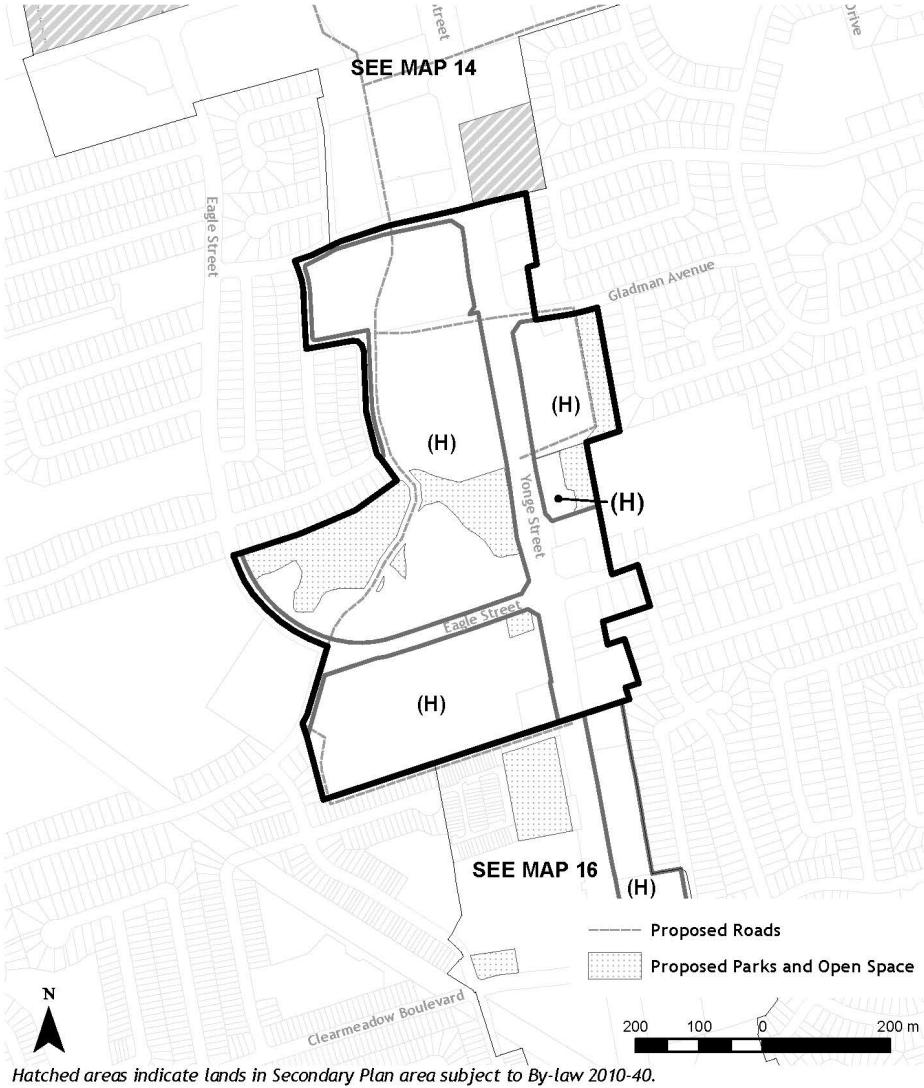 Street
Drive
SEE MAP 14
Eagle Street
Gladman Avenue
(H)
(H)
Yonge Street
(H)
Eagle Street
(H)
SEE MAP 16
(H)
Proposed Roads
Proposed Parks and Open Space
N
Clearmeadow Boulevard
200 100 0 200 m
Hatched areas indicate lands in Secondary Plan area subject to By-law 2010-40.